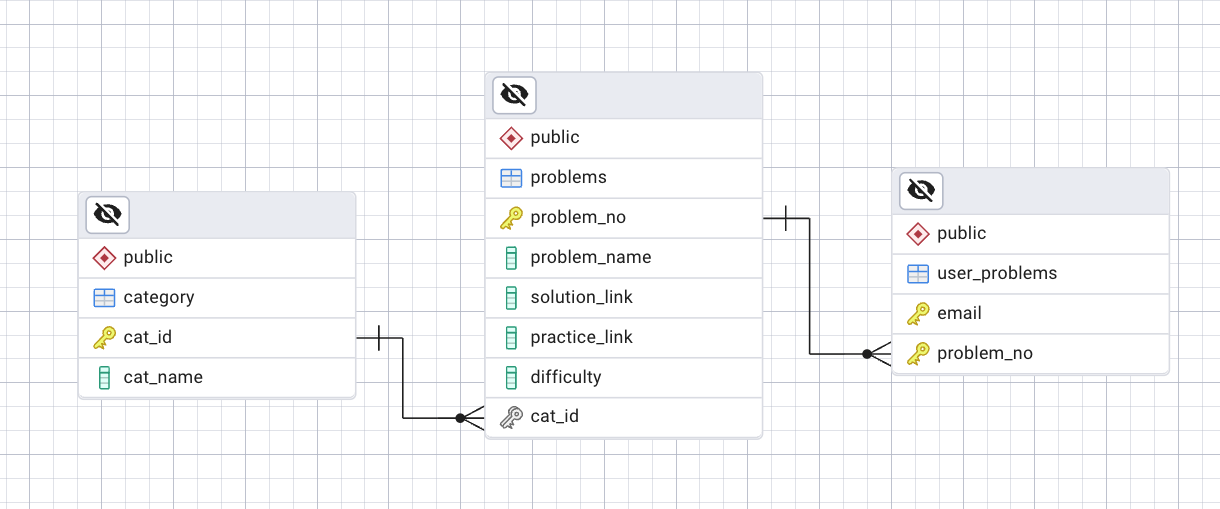 public
category
cat_id
cat_name
public
problems
problem_no
problem_name
solution_link
practice_link
difficulty
cat_id
public
user_problems
email
problem_no